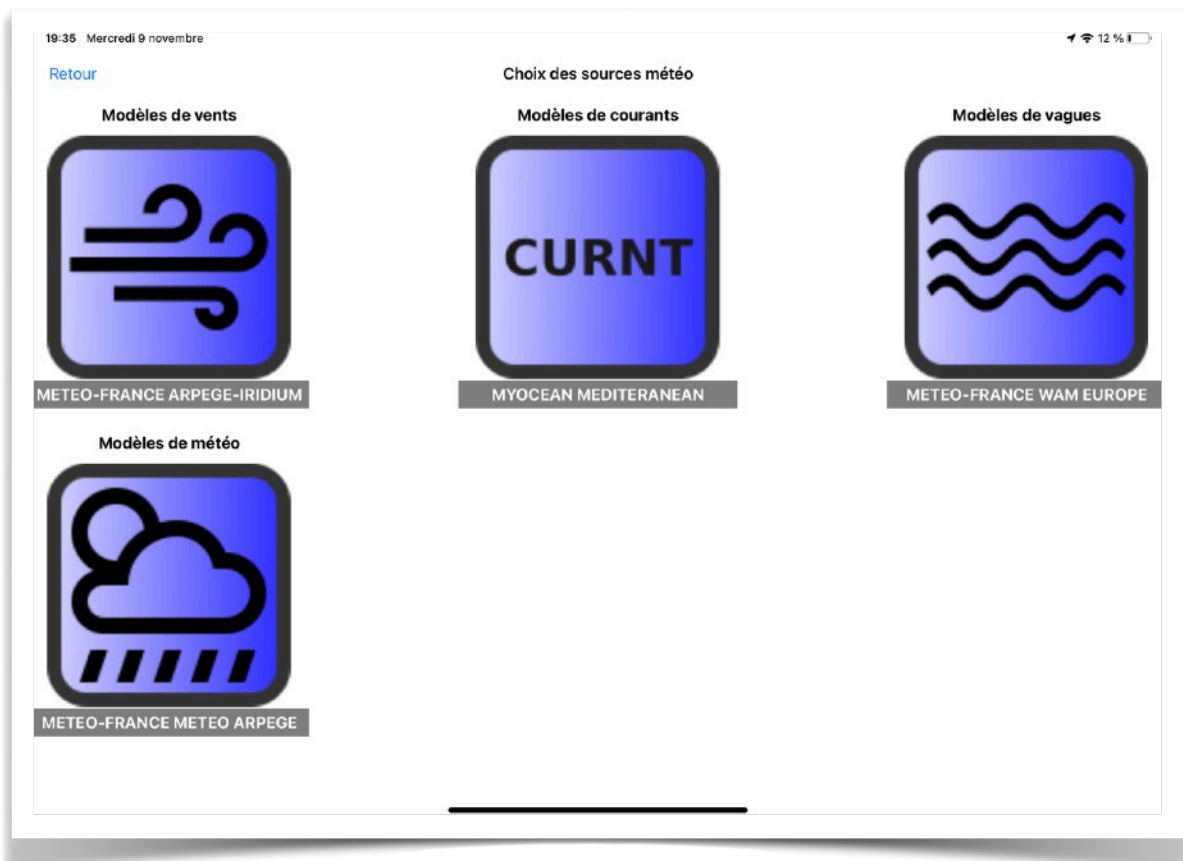 19:35 Mercredi 9 novembre
12 %
Retour
Choix des sources météo
Modèles de vents
Modèles de courants
Modèles de vagues
CURNT
METEO-FRANCE ARPEGE-IRIDIUM
MYOCEAN MEDITERANEAN
METEO-FRANCE WAM EUROPE
Modèles de météo
METEO-FRANCE METEO ARPEGE